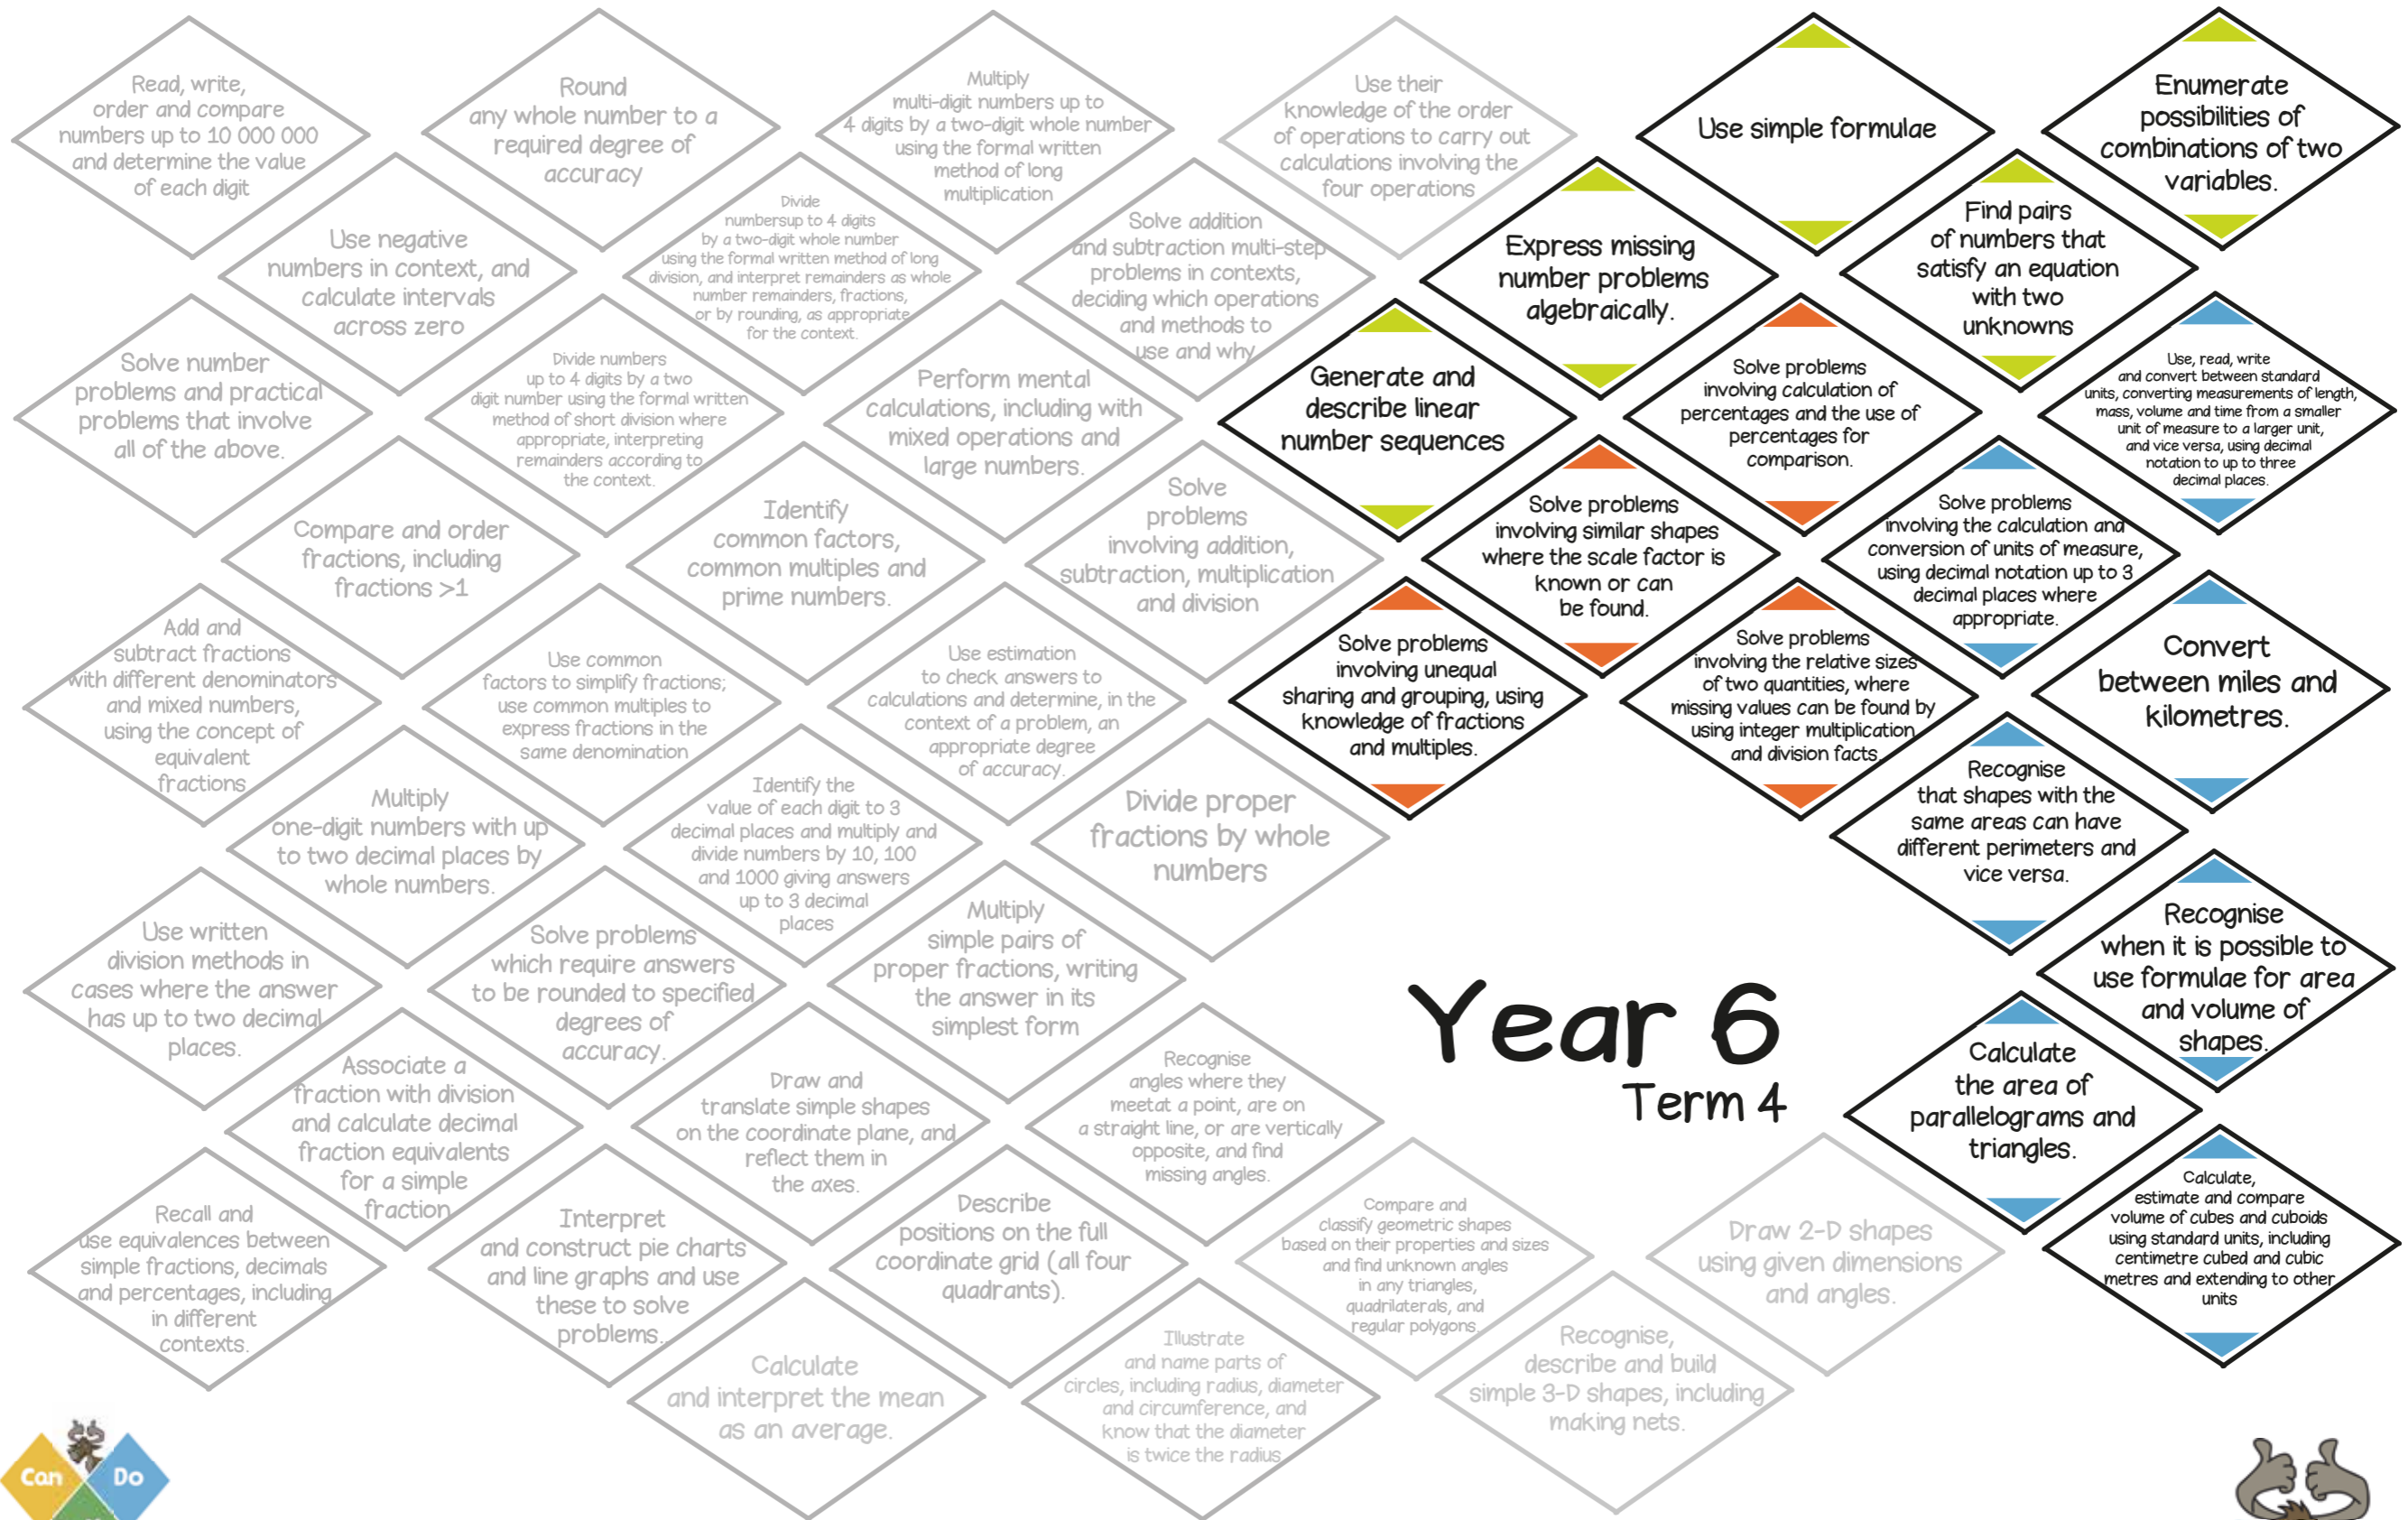 Read, write,
order and compare
numbers up to 10 000 000
and determine the value
of each digit
Round
any whole number to a
required degree of
accuracy
Multiply
multi-digit numbers up to
4 digits by a two-digit whole number
using the formal written
method of long
multiplication
Use their
knowledge of the order
of operations to carry out
calculations involving the
four operations
Use simple formulae
Enumerate
possibilities of
combinations of two
variables.
Use negative
numbers in context, and
calculate intervals
across zero
Divide
numbersup to 4 digits
by a two-digit whole number
using the formal written method of long
division, and interpret remainders as whole
number remainders, fractions,
or by rounding, as appropriate
for the context.
Solve addition
and subtraction multi-step
problems in contexts,
deciding which operations
and methods to
use and why
Express missing
number problems
algebraically.
Find pairs
of numbers that
satisfy an equation
with two
unknowns
Solve number
problems and practical
problems that involve
all of the above.
Divide numbers
up to 4 digits by a two
digit number using the formal written
method of short division where
appropriate, interpreting
remainders according to
the context.
Perform mental
calculations, including with
mixed operations and
large numbers.
Generate and
describe linear
number sequences
Solve problems
involving calculation of
percentages and the use of
percentages for
comparison.
Use, read, write
and convert between standard
units, converting measurements of length,
mass, volume and time from a smaller
unit of measure to a larger unit,
and vice versa, using decimal
notation to up to three
decimal places.
Compare and order
fractions, including
fractions >1
Identify
common factors,
common multiples and
prime numbers.
Solve
problems
involving addition,
subtraction, multiplication
and division
Solve problems
involving similar shapes
where the scale factor is
known or can
be found.
Solve problems
involving the calculation and
conversion of units of measure,
using decimal notation up to 3
decimal places where
appropriate.
Add and
subtract fractions
with different denominators
and mixed numbers,
using the concept of
equivalent
fractions
Use common
factors to simplify fractions;
use common multiples to
express fractions in the
same denomination
Use estimation
to check answers to
calculations and determine, in the
context of a problem, an
appropriate degree
of accuracy.
Solve problems
involving unequal
sharing and grouping, using
knowledge of fractions
and multiples.
Solve problems
involving the relative sizes
of two quantities, where
missing values can be found by
using integer multiplication
and division facts
Convert
between miles and
kilometres.
Multiply
one-digit numbers with up
to two decimal places by
whole numbers.
Identify the
value of each digit to 3
decimal places and multiply and
divide numbers by 10, 100
and 1000 giving answers
up to 3 decimal
places
Divide proper
fractions by whole
numbers
Recognise
that shapes with the
same areas can have
different perimeters and
vice versa.
Use written
division methods in
cases where the answer
has up to two decimal
places.
Solve problems
which require answers
to be rounded to specified
degrees of
accuracy.
Multiply
simple pairs of
proper fractions, writing
the answer in its
simplest form
Recognise
when it is possible to
use formulae for area
and volume of
shapes.
Year 6
Term 4
Associate a
fraction with division
and calculate decimal
fraction equivalents
for a simple
fraction
Draw and
translate simple shapes
on the coordinate plane, and
reflect them in
the axes.
Recognise
angles where they
meetat a point, are on
a straight line, or are vertically
opposite, and find
missing angles.
Calculate
the area of
parallelograms and
triangles.
Recall and
use equivalences between
simple fractions, decimals
and percentages, including
in different
contexts.
Interpret
and construct pie charts
and line graphs and use
these to solve
problems.
Describe
positions on the full
coordinate grid (all four
quadrants).
Compare and
classify geometric shapes
based on their properties and sizes
and find unknown angles
in any triangles,
quadrilaterals, and
regular polygons
Draw 2-D shapes
using given dimensions
and angles.
Calculate,
estimate and compare
volume of cubes and cuboids
using standard units, including
centimetre cubed and cubic
metres and extending to other
units
Calculate
and interpret the mean
as an average.
Illustrate
and name parts of
circles, including radius, diameter
and circumference, and
know that the diameter
is twice the radius
Recognise,
describe and build
simple 3-D shapes, including
making nets.
Can Do